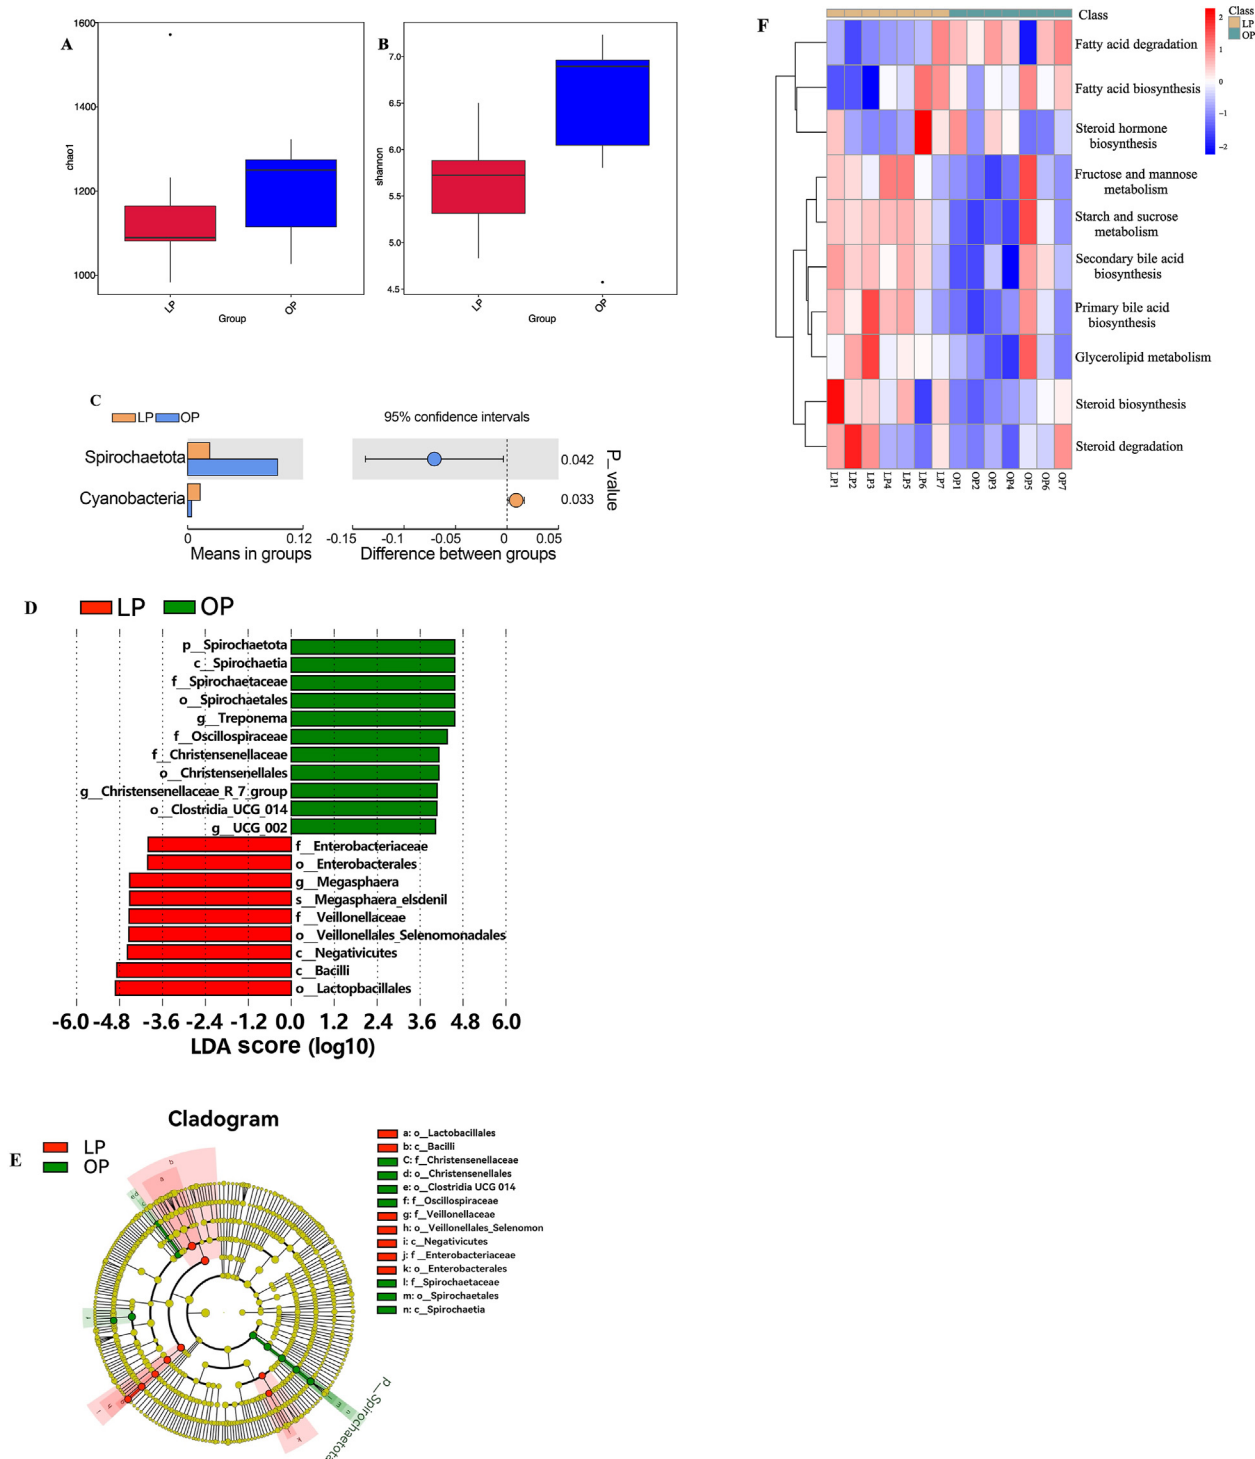 A
1600
1400
1200
1000
chao1
LP
OP
Group
B
7.0
6.5
6.0
5.5
5.0
4.5
shannon
LP
OP
Group
C
LP
OP
95% confidence intervals
Spirochaetota
Cyanobacteria
0.042
0.033
P_value
0
0.12
Means in groups
-0.15
-0.1
-0.05
0
0.05
Difference between groups
D
LP
OP
p__Spirochaetota
c__Spirochaetia
f__Spirochaetaceae
o__Spirochaetales
g__Treponema
f__Oscillospiraceae
f__Christensenellaceae
o__Christensenellales
g__Christensenellaceae_R_7_group
o__Clostridia_UCG_014
g__UCG_002
f__Enterobacteriaceae
o__Enterobacterales
g__Megasphaera
s__Megasphaera_elsdenil
f__Veillonellaceae
o__Veillonellales_Selenomonadales
c__Negativicutes
c__Bacilli
o__Lactopbacillales
-6.0 -4.8 -3.6 -2.4 -1.2 0.0 1.2 2.4 3.6 4.8 6.0
LDA score (log10)
Cladogram
E
LP
OP
a: o__Lactobacillales
b: c__Bacilli
C: f__Christensenellaceae
d: o__Christensenellales
e: o__Clostridia UCG 014
f: f__Oscillospiraceae
g: f__Veillonellaceae
h: o__Veillonellales_Selenomon
i: c__Negativicutes
j: f__Enterobacteriaceae
k: o__Enterobacterales
l: f__Spirochaetaceae
m: o__Spirochaetales
n: c__Spirochaetia
b
a
k
p__Spirochaetota
F
Class
Fatty acid degradation
Fatty acid biosynthesis
Steroid hormone
biosynthesis
Fructose and mannose
metabolism
Starch and sucrose
metabolism
Secondary bile acid
biosynthesis
Primary bile acid
biosynthesis
Glycerolipid metabolism
Steroid biosynthesis
Steroid degradation
LP1 LP2 LP3 LP4 LP5 LP6 LP7 OP1 OP2 OP3 OP4 OP5 OP6 OP7
2
1
0
-1
-2
Class
LP
OP